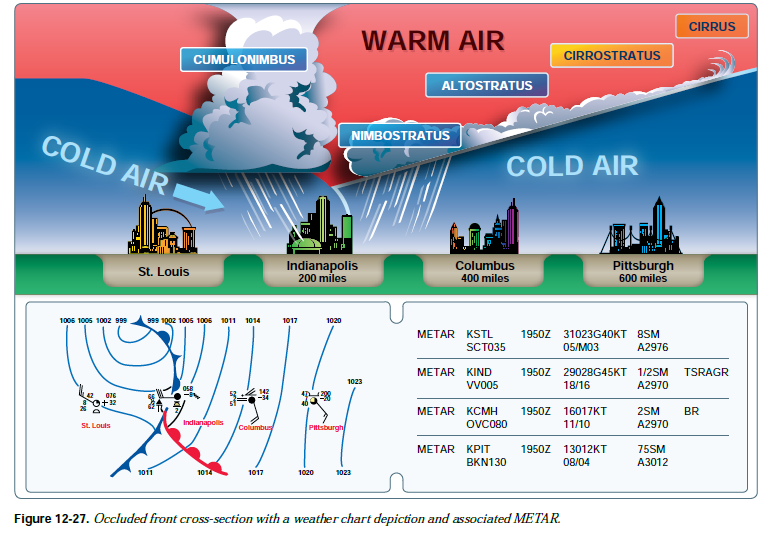 CIRRUS
WARM AIR
CIRROSTRATUS
CUMULONIMBUS
ALTOSTRATUS
NIMBOSTRATUS
COLD AIR
COLD AIR
St. Louis
Indianapolis
200 miles
Columbus
400 miles
Pittsburgh
600 miles
1006 1005 1002 999 999 1002 1005 1006 1011 1014 1017 1020
1023
42 076
8 +32
26
St. Louis
66 058
-8
62 2
Indianapolis
52 142
2 -34
51
Columbus
47 200
-20
40
Pittsburgh
1011 1014 1017 1020 1023
METAR KSTL 1950Z 31023G40KT 8SM
SCT035 05/M03 A2976
METAR KIND 1950Z 29028G45KT 1/2SM TSRAGR
VV005 18/16 A2970
METAR KCMH 1950Z 16017KT 2SM BR
OVC080 11/10 A2970
METAR KPIT 1950Z 13012KT 75SM
BKN130 08/04 A3012
Figure 12-27. Occluded front cross-section with a weather chart depiction and associated METAR.